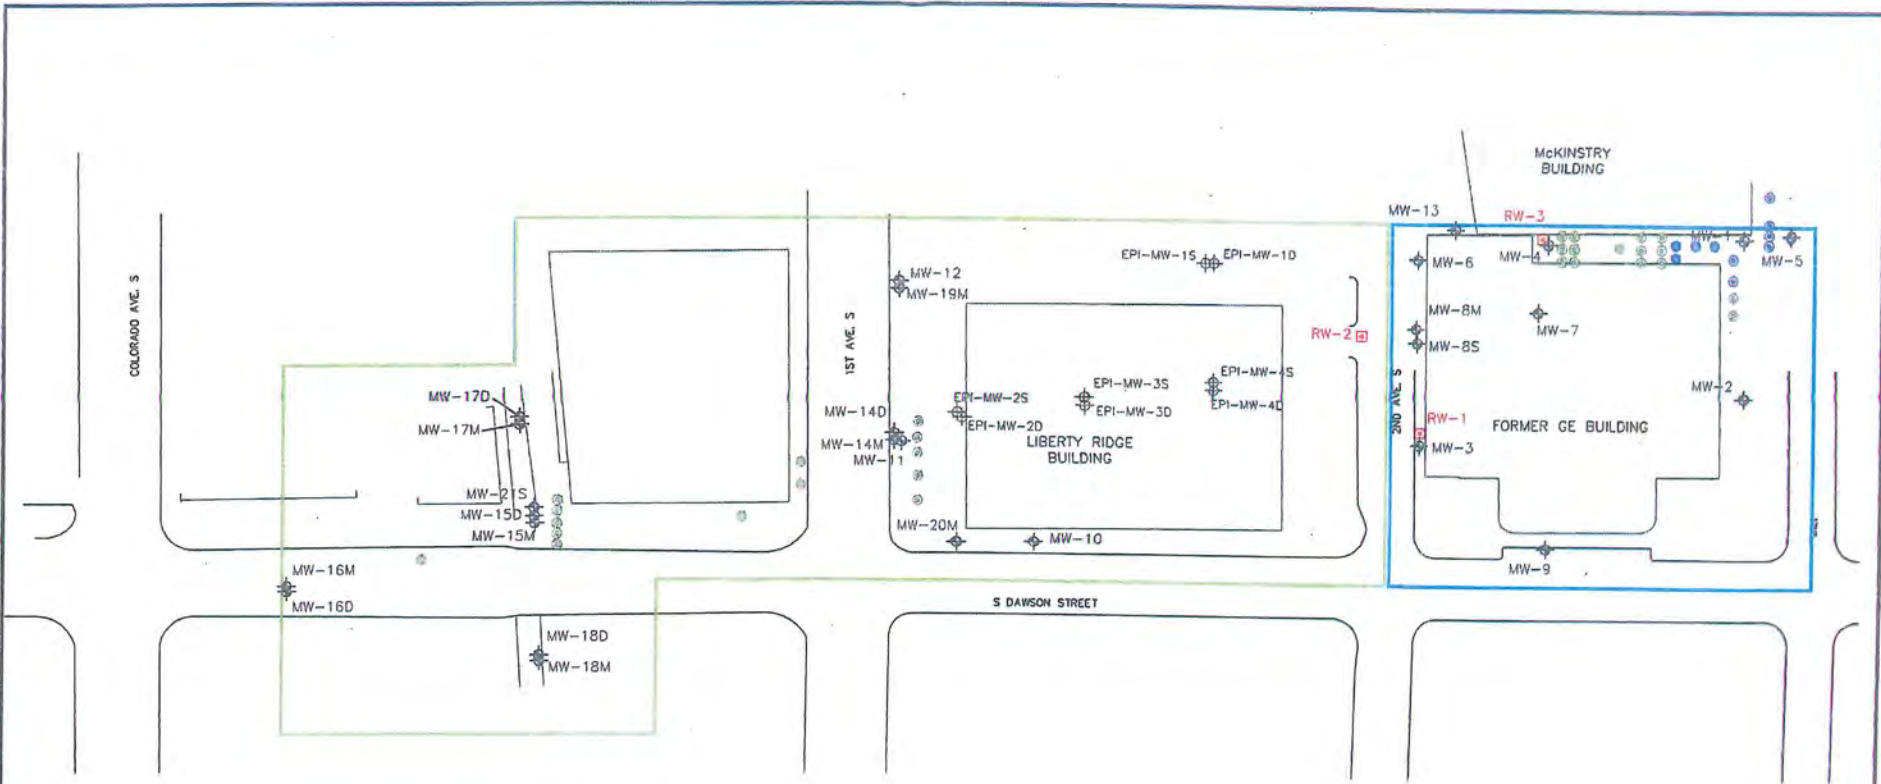 McKINSTRY
BUILDING
MW-13
RW-3
EPI-MW-1S
EPI-MW-1D
MW-4
MW-5
MW-6
MW-12
MW-19M
COLORADO AVE. S
1ST AVE. S
MW-8M
MW-7
RW-2
MW-8S
EPI-MW-3S
EPI-MW-4S
MW-2
MW-17D
EPI-MW-2S
EPI-MW-3D
EPI-MW-4D
2ND AVE. S
MW-14D
MW-17M
EPI-MW-2D
RW-1
FORMER GE BUILDING
MW-14M
LIBERTY RIDGE
BUILDING
MW-3
MW-11
MW-21S
MW-15D
MW-15M
MW-20M
MW-10
MW-9
MW-16M
MW-16D
S DAWSON STREET
MW-18D
MW-18M